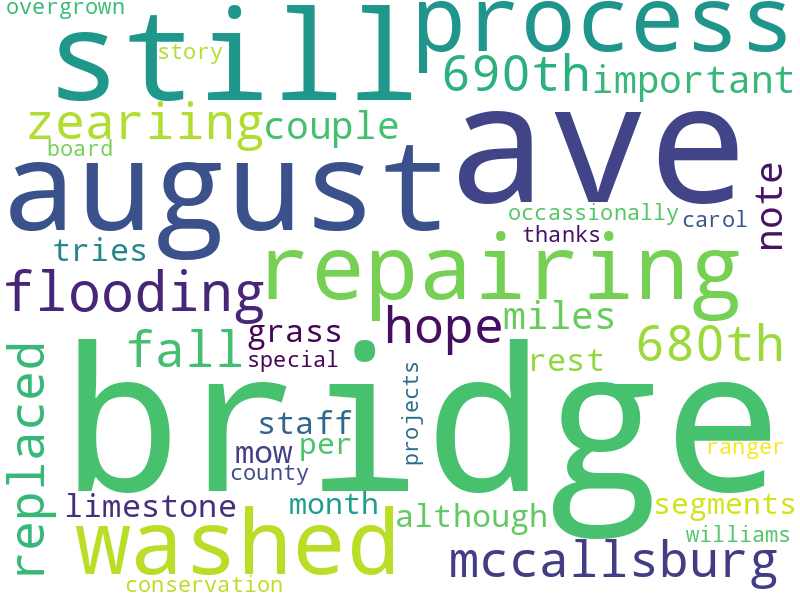 overgrown
still
process
story
690th
important
zeariing
couple
ave
board
august
note
occassionally
carol
thanks
tries
repairing
flooding
hope
miles
grass
fall
680th
special
rest
bridge
replaced
projects
staff
mow
per
ranger
county
limestone
month
segments
although
washed
williams
mccallsburg
conservation